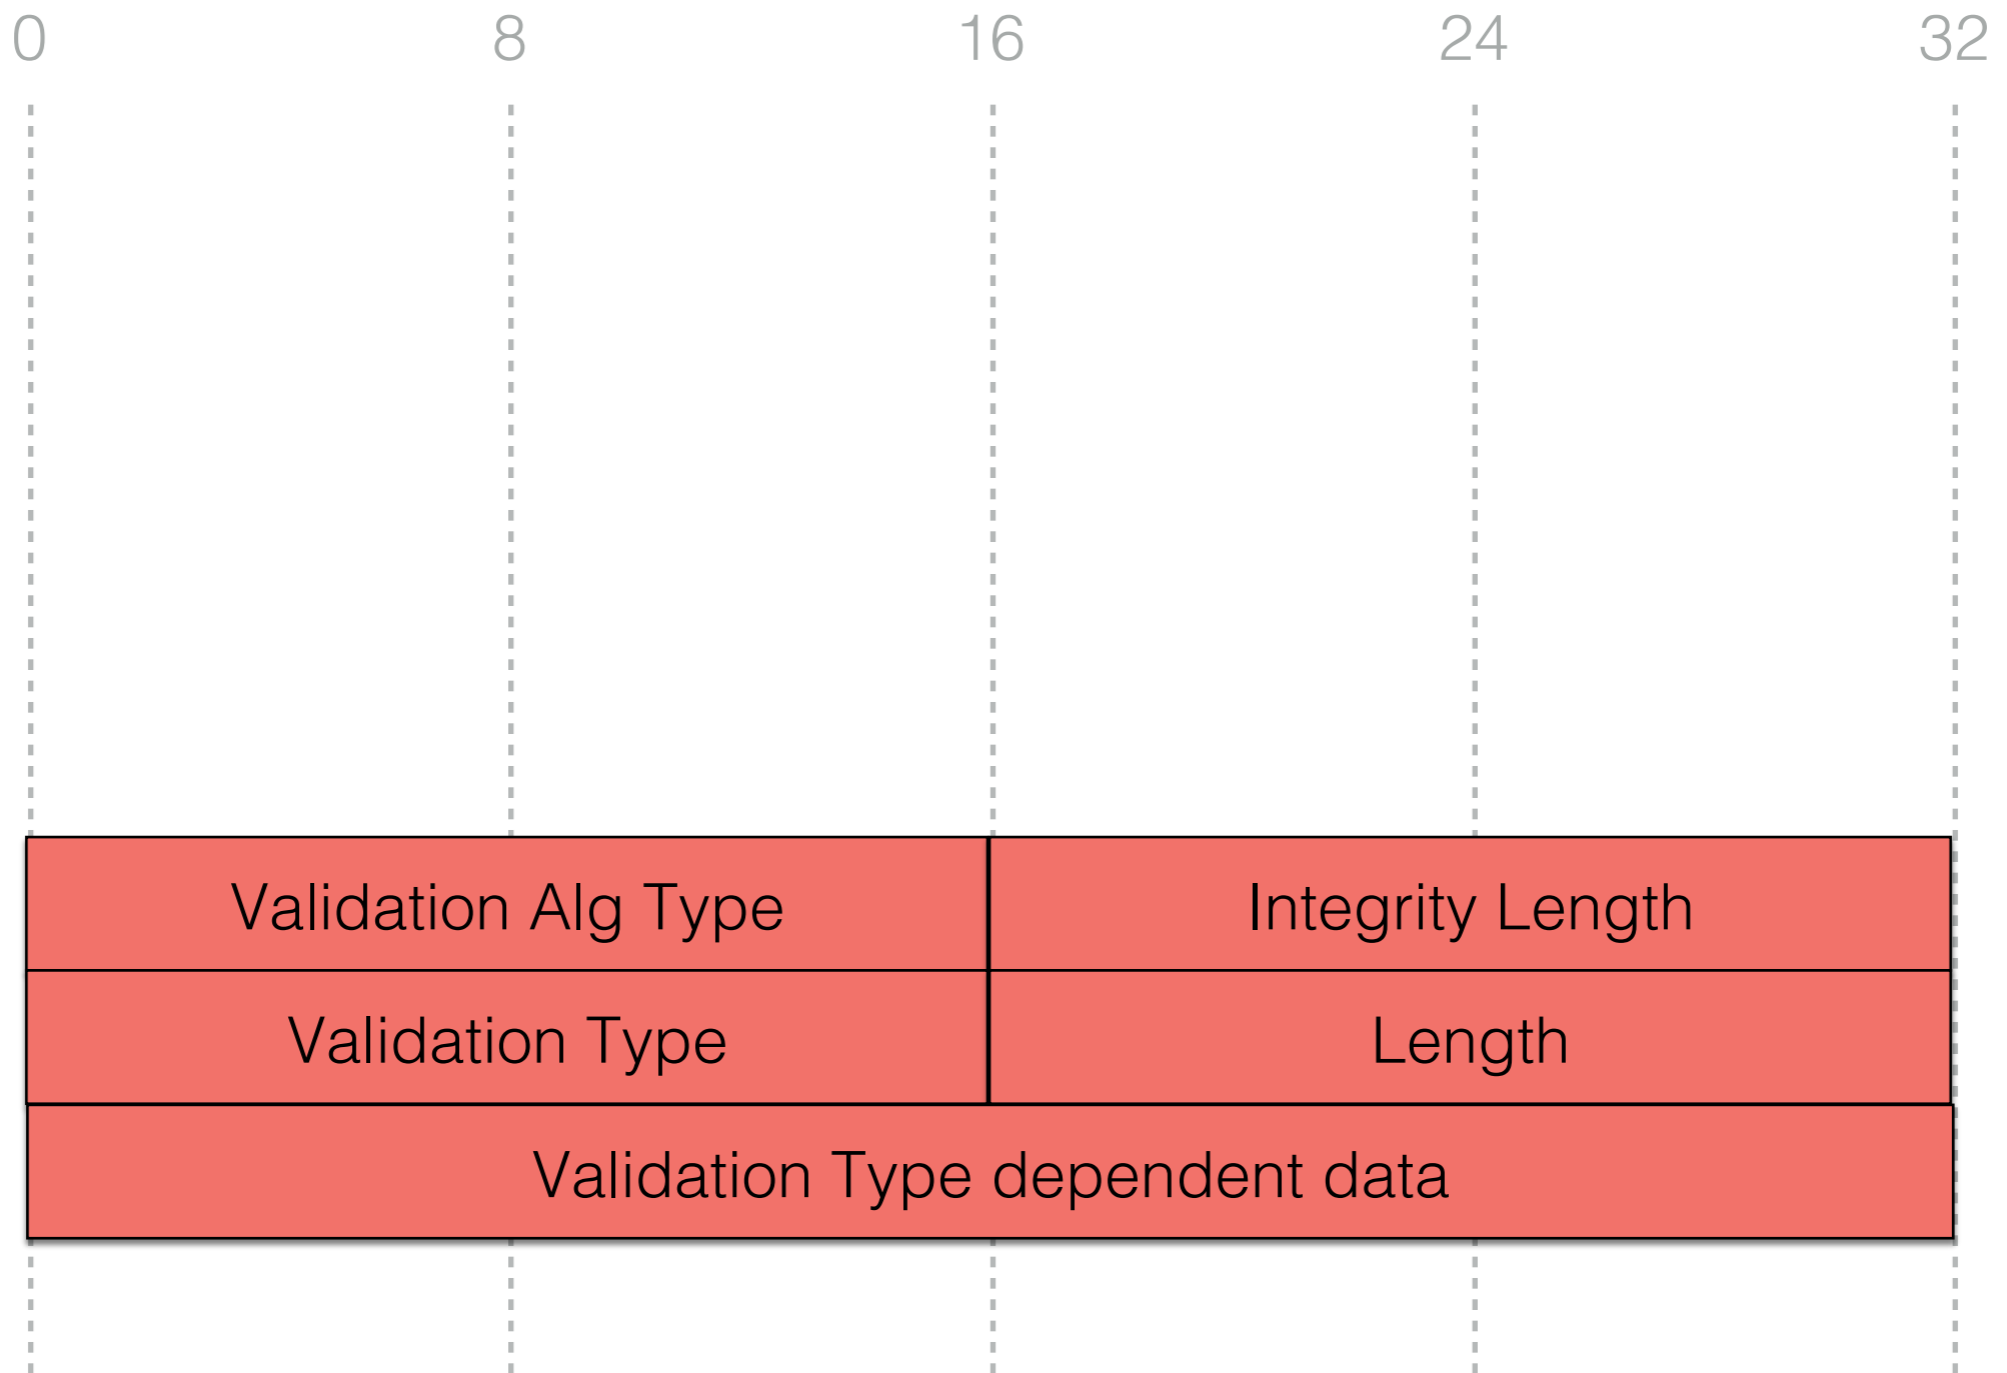 0 8 16 24 32
Validation Alg Type Integrity Length
Validation Type Length
Validation Type dependent data